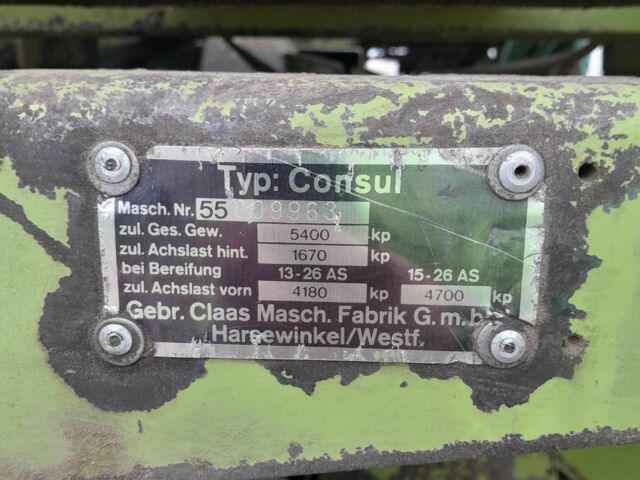 Typ: Consul
Masch. Nr. 55 09963
zul. Ges. Gew. 5400 kp
zul. Achslast hint. 1670 kp
bei Bereifung 13-26 AS 15-26 AS
zul. Achslast vorn 4180 kp 4700 kp
Gebr. Claas Masch. Fabrik G.m.b
Harsewinkel/Westf.